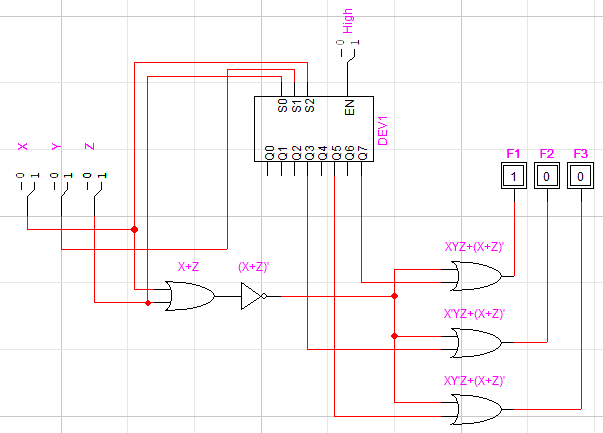 High
0
1
S0 S1 S2 EN
DEV1
Q0 Q1 Q2 Q3 Q4 Q5 Q6 Q7
X Y Z
0 1 0 1 0 1
F1 F2 F3
1 0 0
X+Z (X+Z)'
XYZ+(X+Z)'
X'YZ+(X+Z)'
XY'Z+(X+Z)'